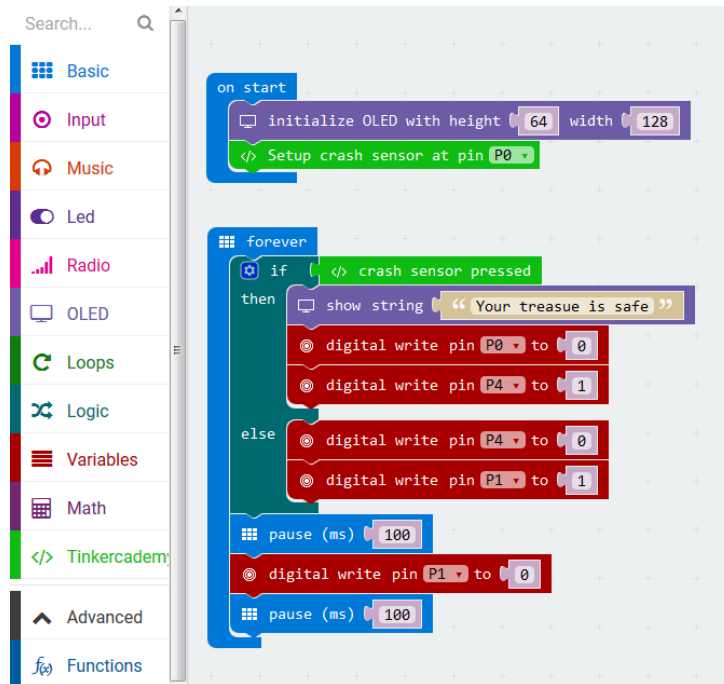 Search...
Basic
Input
Music
Led
Radio
OLED
Loops
Logic
Variables
Math
</> Tinkercademy
Advanced
f(x) Functions
on start
initialize OLED with height 64 width 128
</> Setup crash sensor at pin P0
forever
if </> crash sensor pressed
then show string “ Your treasue is safe ”
digital write pin P0 to 0
digital write pin P4 to 1
else digital write pin P4 to 0
digital write pin P1 to 1
pause (ms) 100
digital write pin P1 to 0
pause (ms) 100